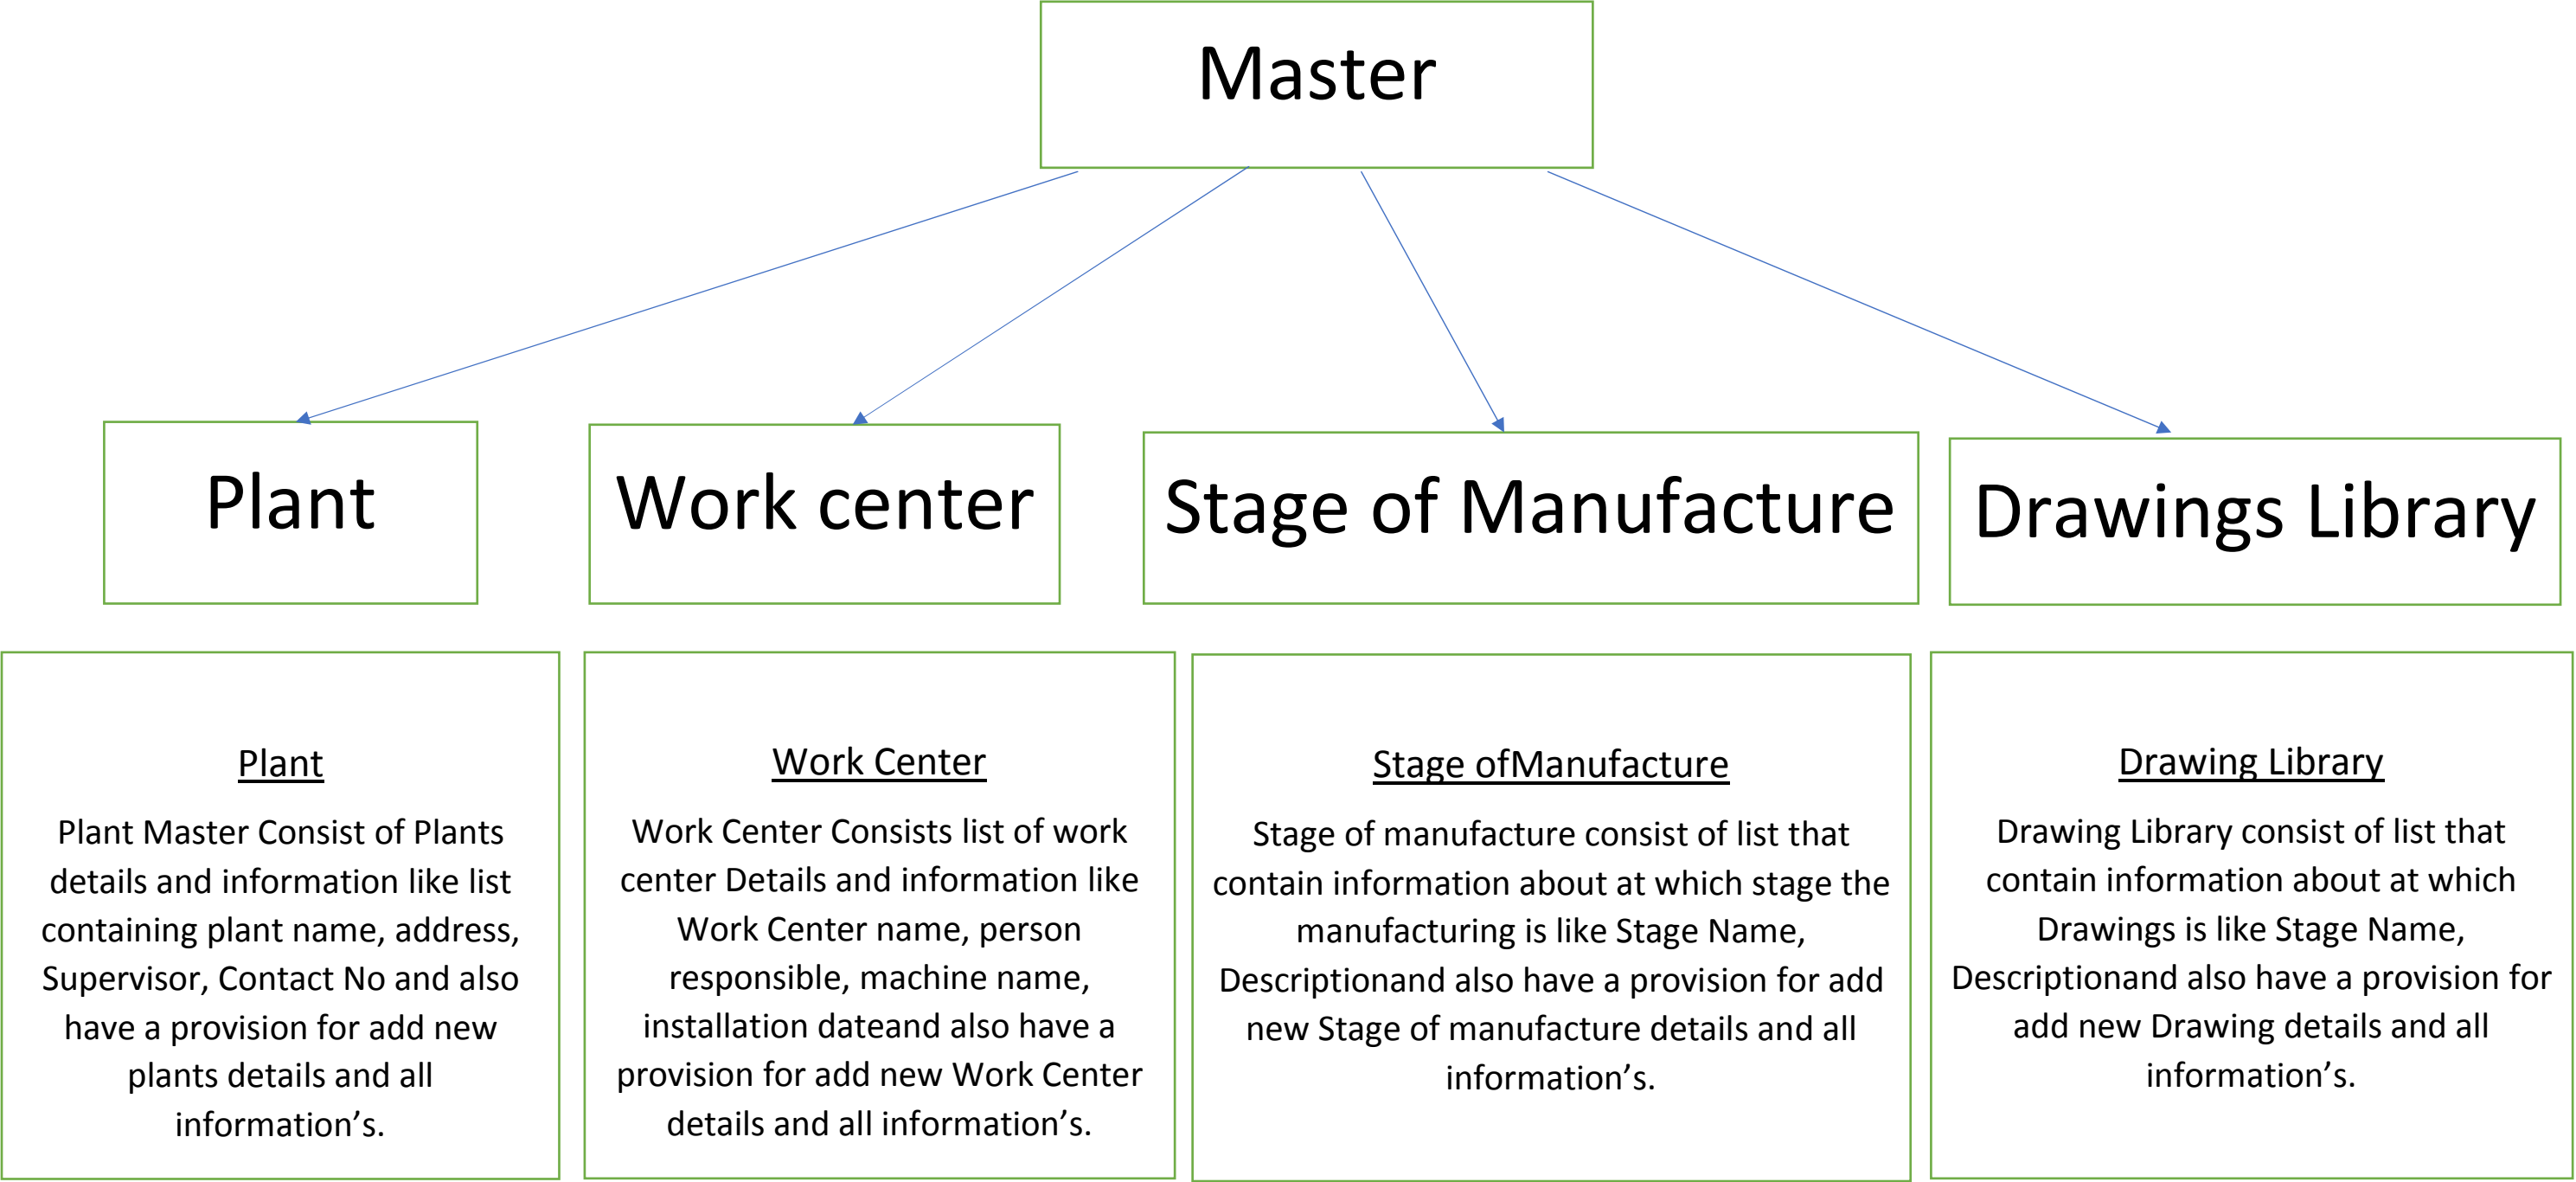 Master
Plant
Work center
Stage of Manufacture
Drawings Library
Plant
Plant Master Consist of Plants
details and information like list
containing plant name, address,
Supervisor, Contact No and also
have a provision for add new
plants details and all
information’s.
Work Center
Work Center Consists list of work
center Details and information like
Work Center name, person
responsible, machine name,
installation dateand also have a
provision for add new Work Center
details and all information’s.
Stage ofManufacture
Stage of manufacture consist of list that
contain information about at which stage the
manufacturing is like Stage Name,
Descriptionand also have a provision for add
new Stage of manufacture details and all
information’s.
Drawing Library
Drawing Library consist of list that
contain information about at which
Drawings is like Stage Name,
Descriptionand also have a provision for
add new Drawing details and all
information’s.